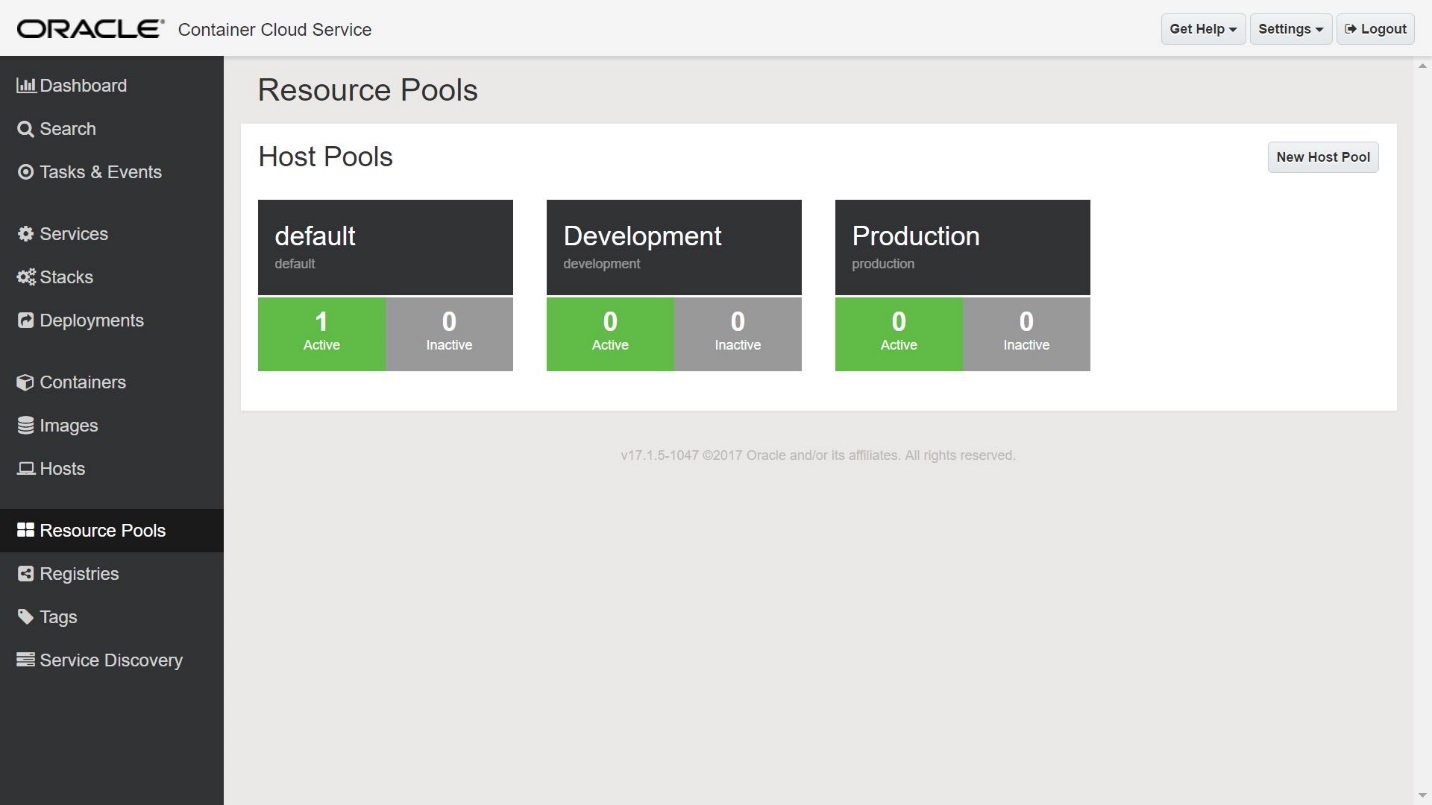 ORACLE® Container Cloud Service
Get Help
Settings
Logout
Dashboard
Search
Tasks & Events
Services
Stacks
Deployments
Containers
Images
Hosts
Resource Pools
Registries
Tags
Service Discovery
Resource Pools
Host Pools
New Host Pool
default
default
1
Active
0
Inactive
Development
development
0
Active
0
Inactive
Production
production
0
Active
0
Inactive
v17.1.5-1047 ©2017 Oracle and/or its affiliates. All rights reserved.